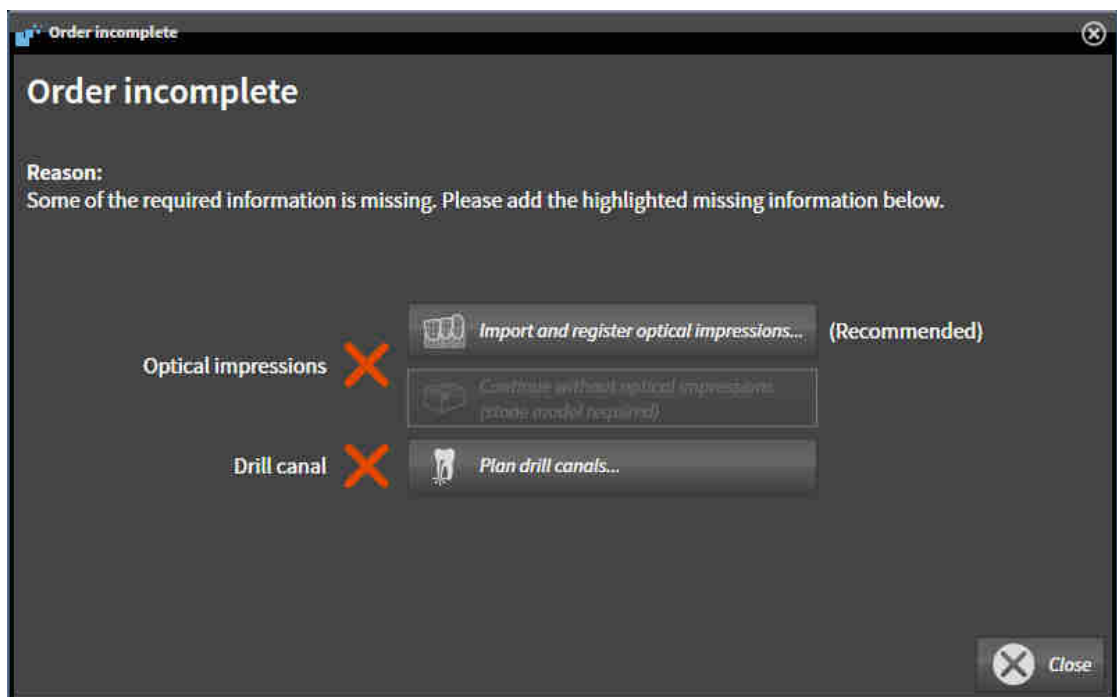 Order incomplete
Order incomplete
Reason:
Some of the required information is missing. Please add the highlighted missing information below.
Import and register optical impressions... (Recommended)
Optical impressions
Continue without optical impressions
(stone model required)
Drill canal Plan drill canals...
Close